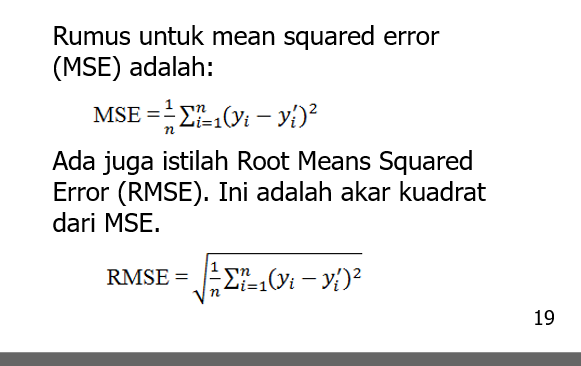 Rumus untuk mean squared error
(MSE) adalah:
MSE = \frac{1}{n} \sum_{i=1}^{n} (y_i − y_i')^2
Ada juga istilah Root Means Squared
Error (RMSE). Ini adalah akar kuadrat
dari MSE.
RMSE = \sqrt{\frac{1}{n} \sum_{i=1}^{n} (y_i − y_i')^2}
19